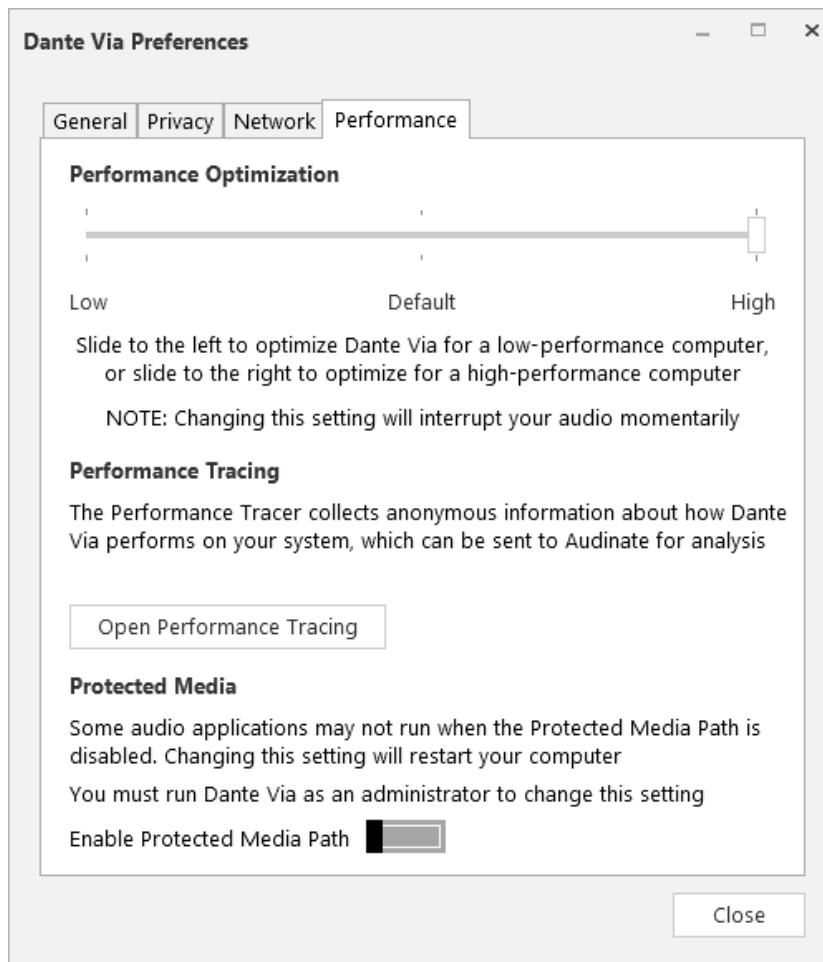 Dante Via Preferences
General Privacy Network Performance
Performance Optimization
Low Default High
Slide to the left to optimize Dante Via for a low-performance computer,
or slide to the right to optimize for a high-performance computer
NOTE: Changing this setting will interrupt your audio momentarily
Performance Tracing
The Performance Tracer collects anonymous information about how Dante
Via performs on your system, which can be sent to Audinate for analysis
Open Performance Tracing
Protected Media
Some audio applications may not run when the Protected Media Path is
disabled. Changing this setting will restart your computer
You must run Dante Via as an administrator to change this setting
Enable Protected Media Path
Close